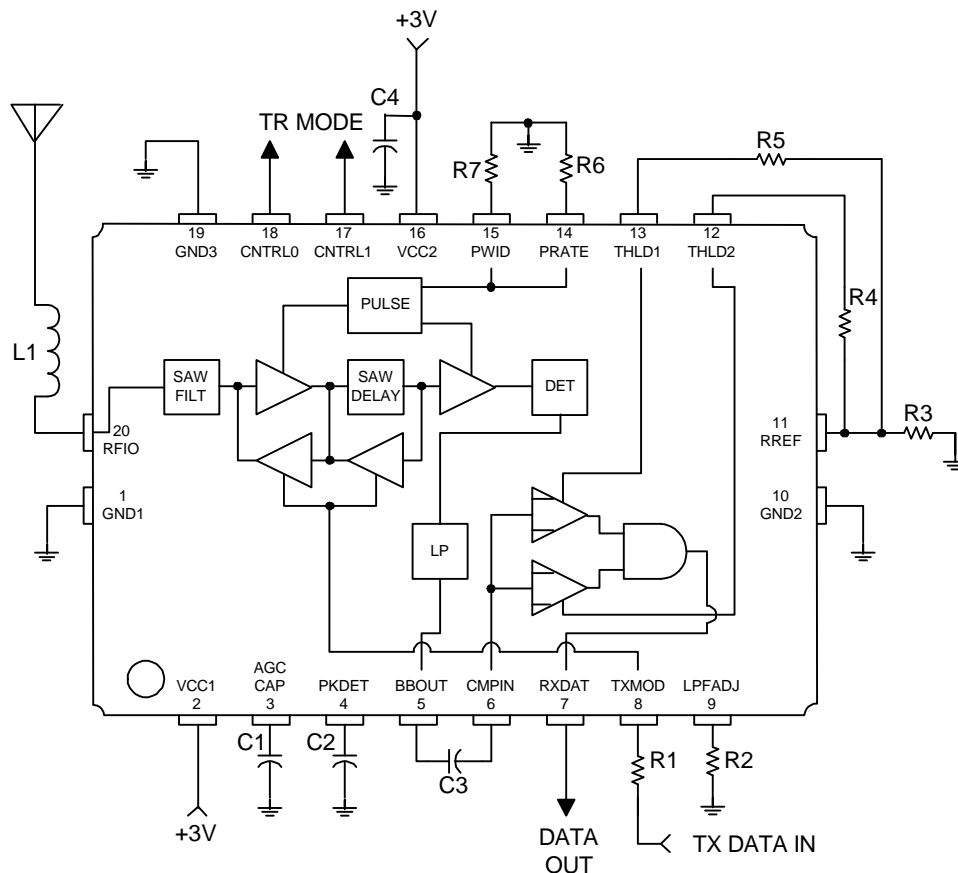 +3V
C4
TR MODE
R7
R6
R5
19
GND3
18
CNTRL0
17
CNTRL1
16
VCC2
15
PWID
14
PRATE
13
THLD1
12
THLD2
PULSE
R4
L1
SAW
FILT
SAW
DELAY
DET
20
RFIO
11
RREF
R3
1
GND1
10
GND2
LP
VCC1
2
AGC
CAP
3
PKDET
4
BBOUT
5
CMPIN
6
RXDAT
7
TXMOD
8
LPFADJ
9
C1
C2
C3
R1
R2
+3V
DATA
OUT
TX DATA IN